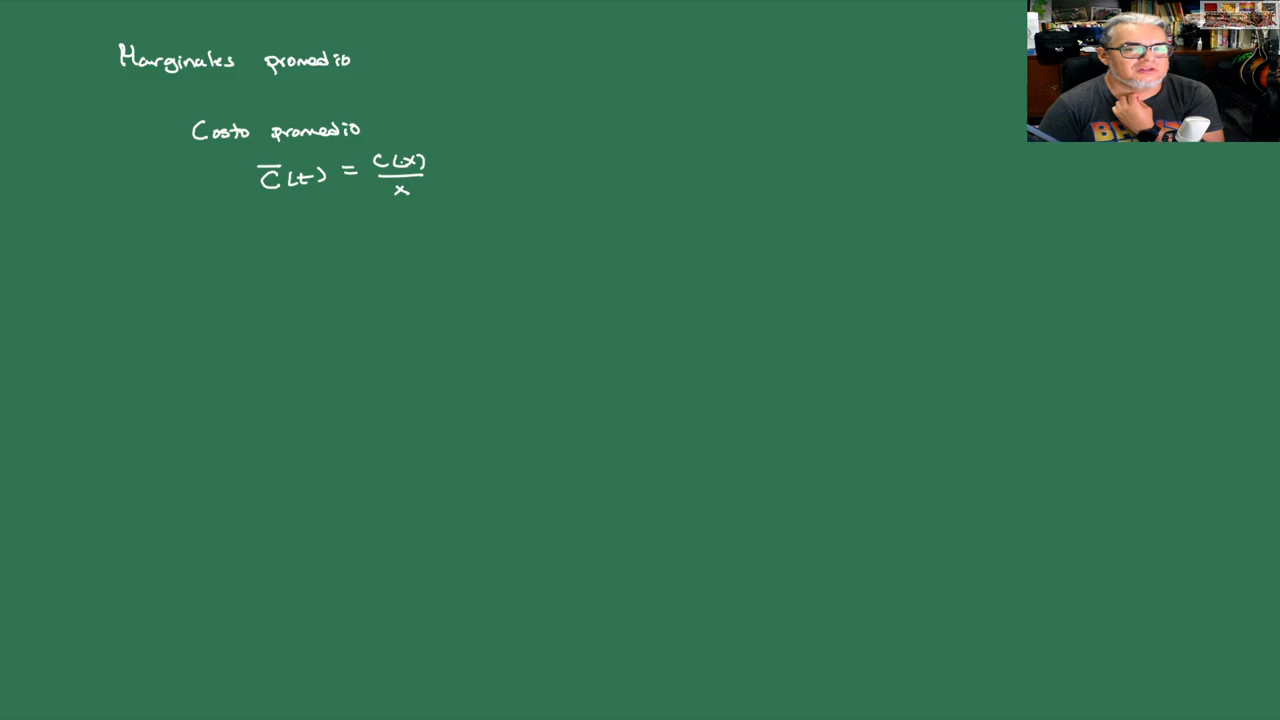 Marginales promedio
Costo promedio
C̅(t) = C(x)/x